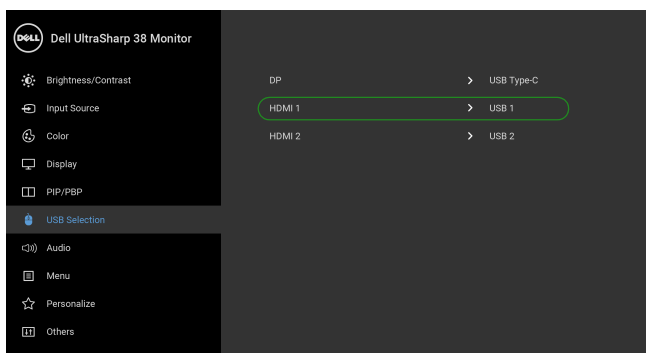 DELL Dell UltraSharp 38 Monitor
Brightness/Contrast
Input Source
Color
Display
PIP/PBP
USB Selection
Audio
Menu
Personalize
Others
DP > USB Type-C
HDMI 1 > USB 1
HDMI 2 > USB 2